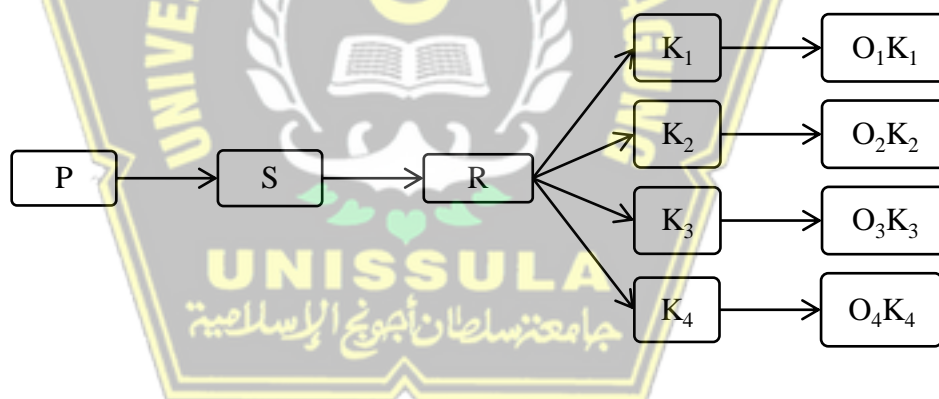 P
S
R
K₁
O₁K₁
K₂
O₂K₂
K₃
O₃K₃
K₄
O₄K₄
UNISSULA
جامعة سلطان أجونج الإسلامية